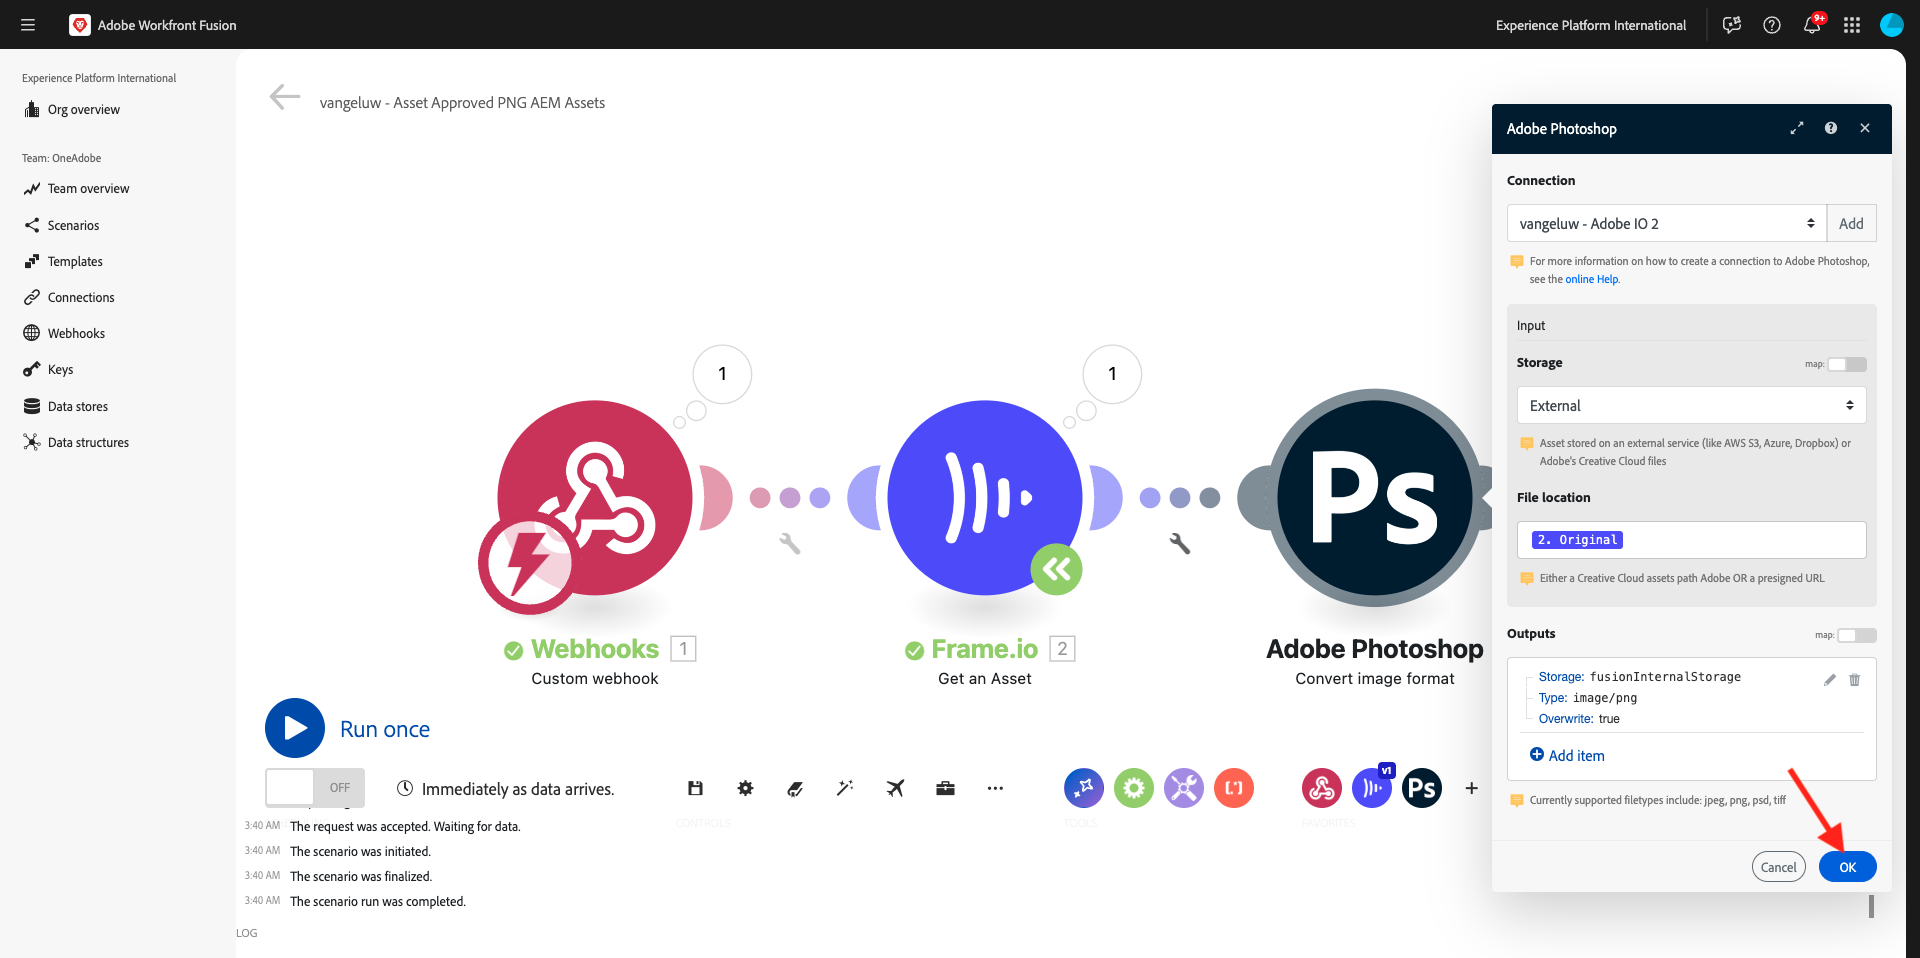 Adobe Workfront Fusion
Experience Platform International
9+
Experience Platform International
Org overview
Team: OneAdobe
Team overview
Scenarios
Templates
Connections
Webhooks
Keys
Data stores
Data structures
vangeluw - Asset Approved PNG AEM Assets
1
1
Ps
Webhooks 1
Custom webhook
Frame.io 2
Get an Asset
Adobe Photoshop
Convert image format
Run once
OFF
Immediately as data arrives.
v1
Ps
CONTROLS
TOOLS
FAVORITES
3:40 AM The request was accepted. Waiting for data.
3:40 AM The scenario was initiated.
3:40 AM The scenario was finalized.
3:40 AM The scenario run was completed.
LOG
Adobe Photoshop
Connection
vangeluw - Adobe IO 2
Add
For more information on how to create a connection to Adobe Photoshop,
see the online Help.
Input
Storage
map:
External
Asset stored on an external service (like AWS S3, Azure, Dropbox) or
Adobe's Creative Cloud files
File location
2. Original
Either a Creative Cloud assets path Adobe OR a presigned URL
Outputs
map:
Storage: fusionInternalStorage
Type: image/png
Overwrite: true
Add item
Currently supported filetypes include: jpeg, png, psd, tiff
Cancel
OK